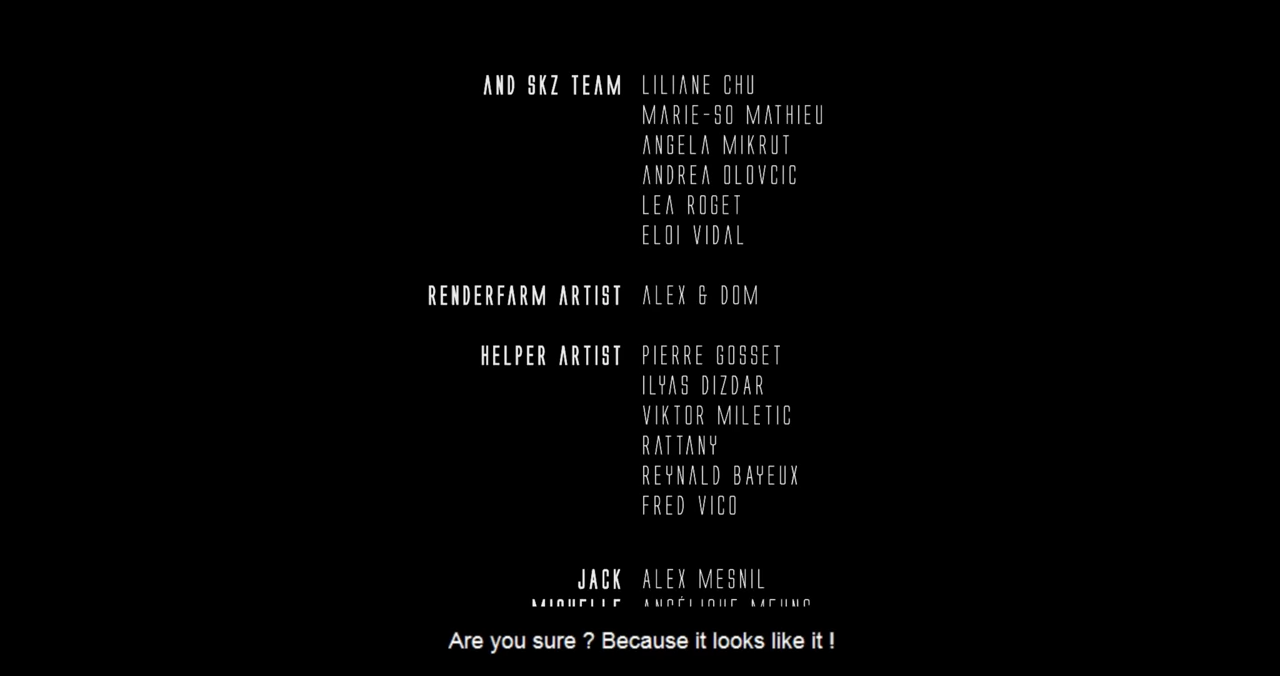 AND SKZ TEAM LILIANE CHU
MARIE-SO MATHIEU
ANGELA MIKRUT
ANDREA OLOVCIC
LEA ROGET
ELOI VIDAL
RENDERFARM ARTIST ALEX & DOM
HELPER ARTIST PIERRE GOSSET
ILYAS DIZDAR
VIKTOR MILETIC
RATTANY
REYNALD BAYEUX
FRED VICO
JACK ALEX MESNIL
MICHELLE ANGÉLIQUE
Are you sure ? Because it looks like it !